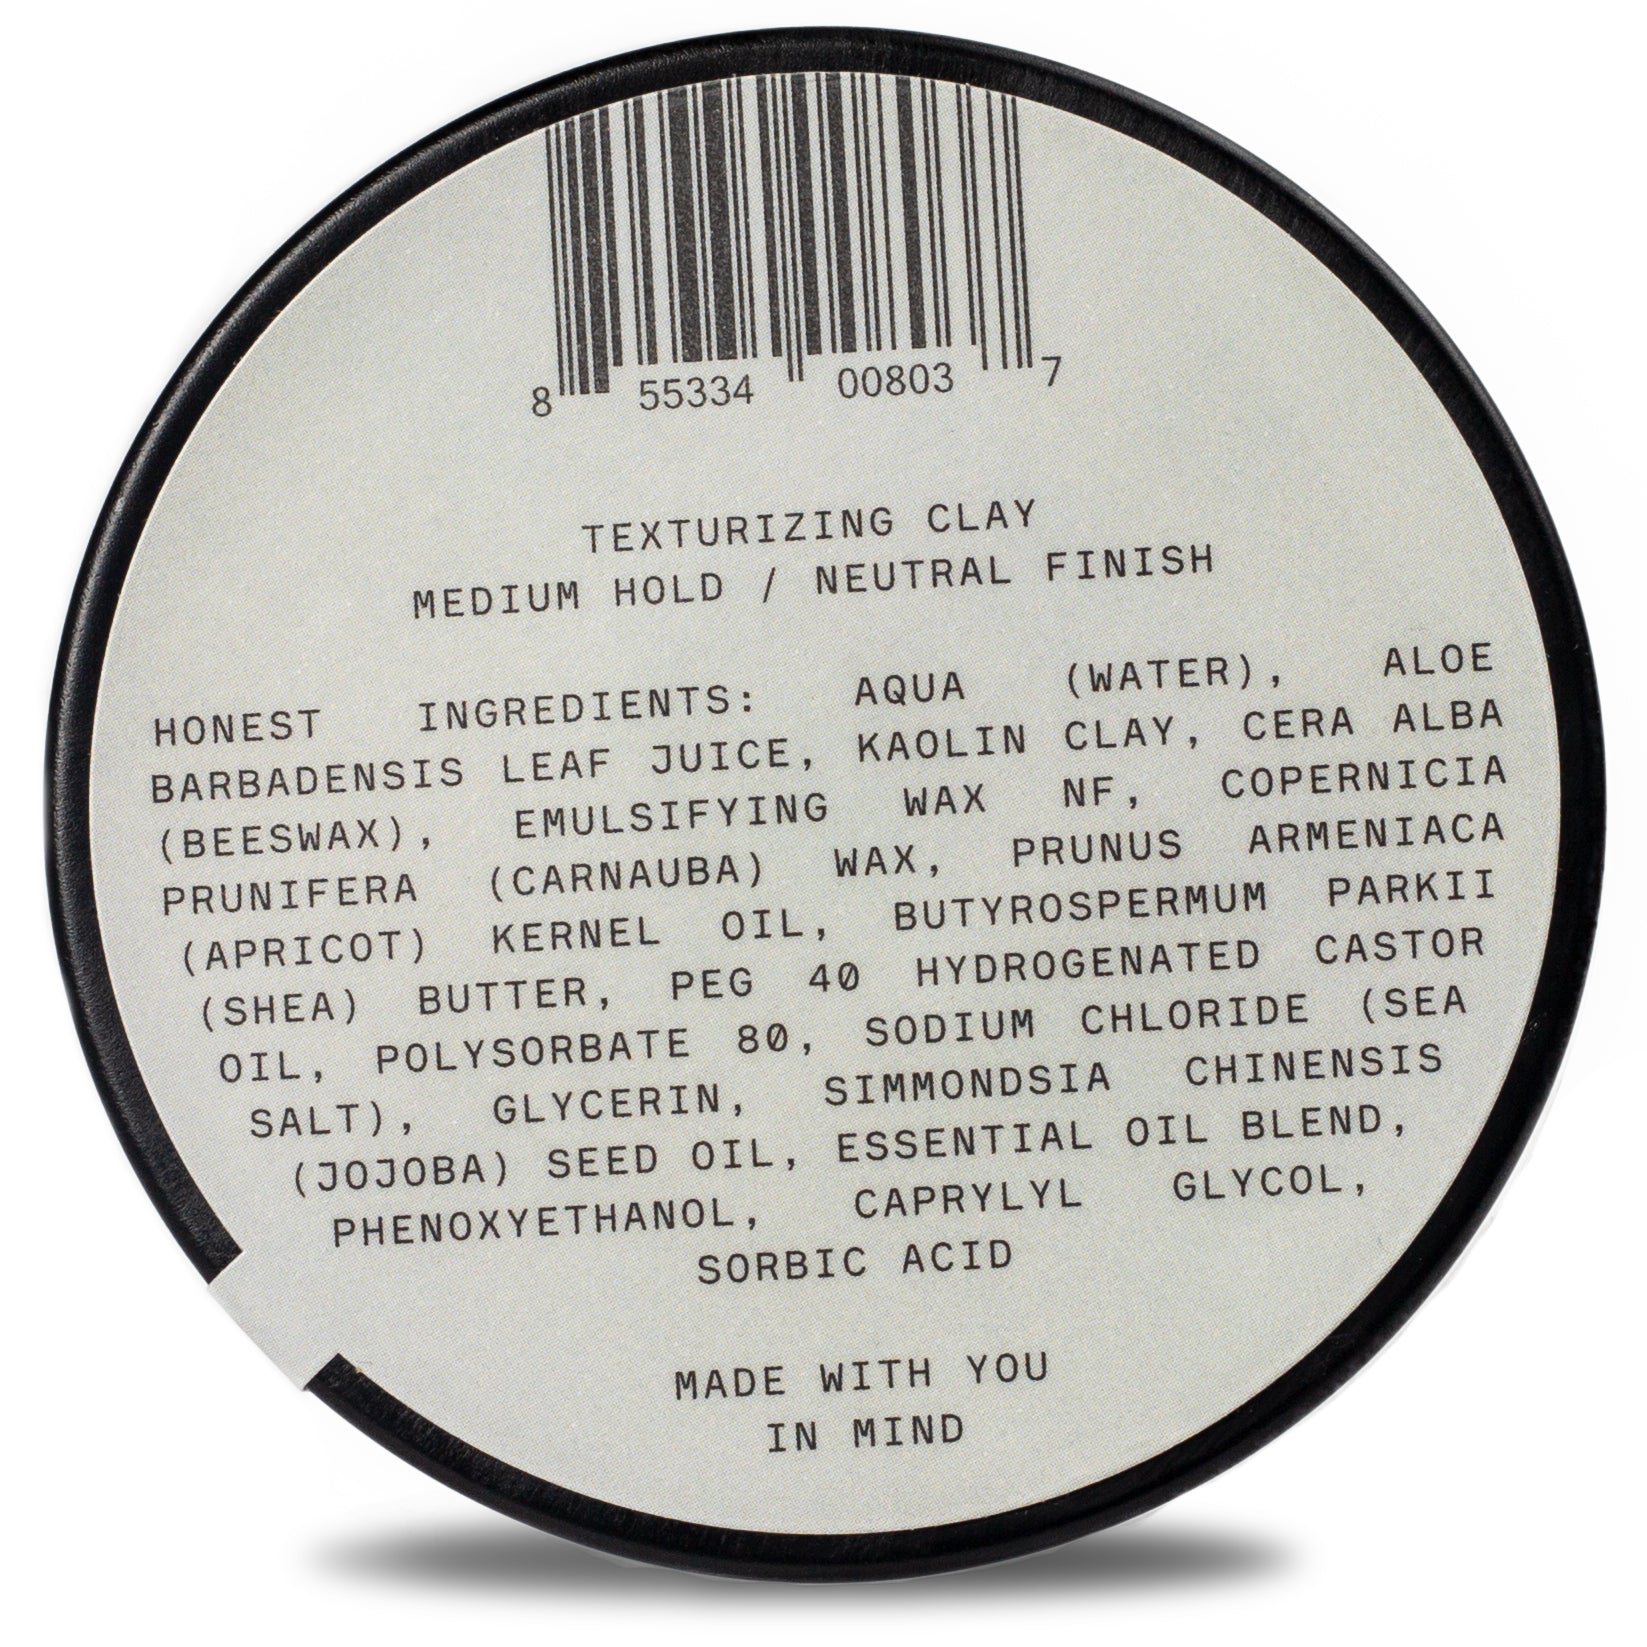 8 55334 00803 7
TEXTURIZING CLAY
MEDIUM HOLD / NEUTRAL FINISH
HONEST INGREDIENTS: AQUA (WATER), ALOE
BARBADENSIS LEAF JUICE, KAOLIN CLAY, CERA ALBA
(BEESWAX), EMULSIFYING WAX NF, COPERNICIA
PRUNIFERA (CARNAUBA) WAX, PRUNUS ARMENIACA
(APRICOT) KERNEL OIL, BUTYROSPERMUM PARKII
(SHEA) BUTTER, PEG 40 HYDROGENATED CASTOR
OIL, POLYSORBATE 80, SODIUM CHLORIDE (SEA
SALT), GLYCERIN, SIMMONDSIA CHINENSIS
(JOJOBA) SEED OIL, ESSENTIAL OIL BLEND,
PHENOXYETHANOL, CAPRYLYL GLYCOL,
SORBIC ACID
MADE WITH YOU
IN MIND